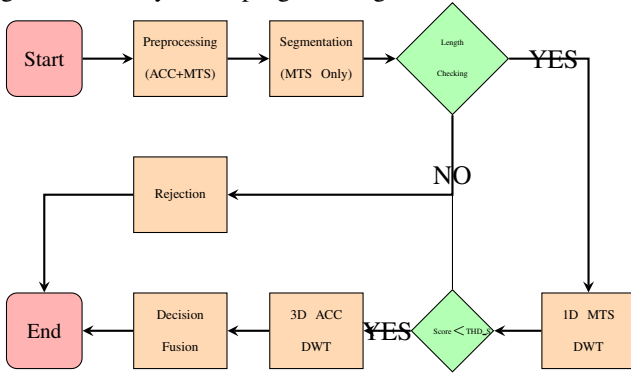 Start
Preprocessing
(ACC+MTS)
Segmentation
(MTS Only)
Length
Checking
YES
NO
Rejection
End
Decision
Fusion
3D ACC
DWT
YES
Score < THD_S
1D MTS
DWT